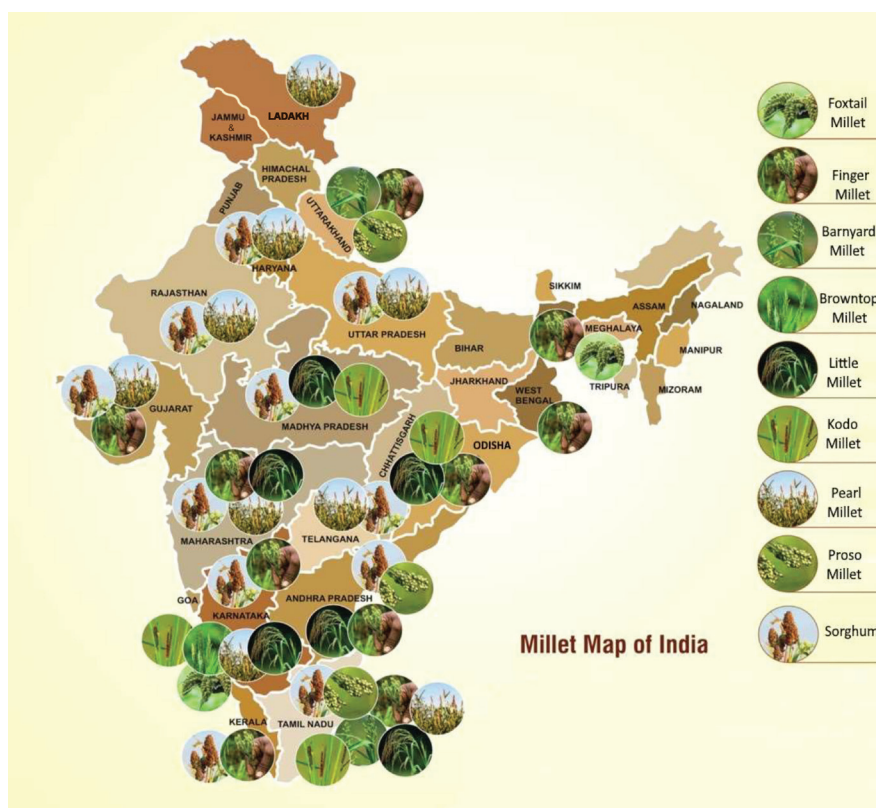 LADAKH
JAMMU
&
KASHMIR
HIMACHAL
PRADESH
PUNJAB
UTTARAKHAND
HARYANA
RAJASTHAN
UTTAR PRADESH
SIKKIM
ASSAM
NAGALAND
MEGHALAYA
BIHAR
MANIPUR
TRIPURA
MIZORAM
JHARKHAND
WEST
BENGAL
GUJARAT
MADHYA PRADESH
CHHATTISGARH
ODISHA
MAHARASHTRA
TELANGANA
GOA
KARNATAKA
ANDHRA PRADESH
KERALA
TAMIL NADU
Millet Map of India
Foxtail
Millet
Finger
Millet
Barnyard
Millet
Browntop
Millet
Little
Millet
Kodo
Millet
Pearl
Millet
Proso
Millet
Sorghum